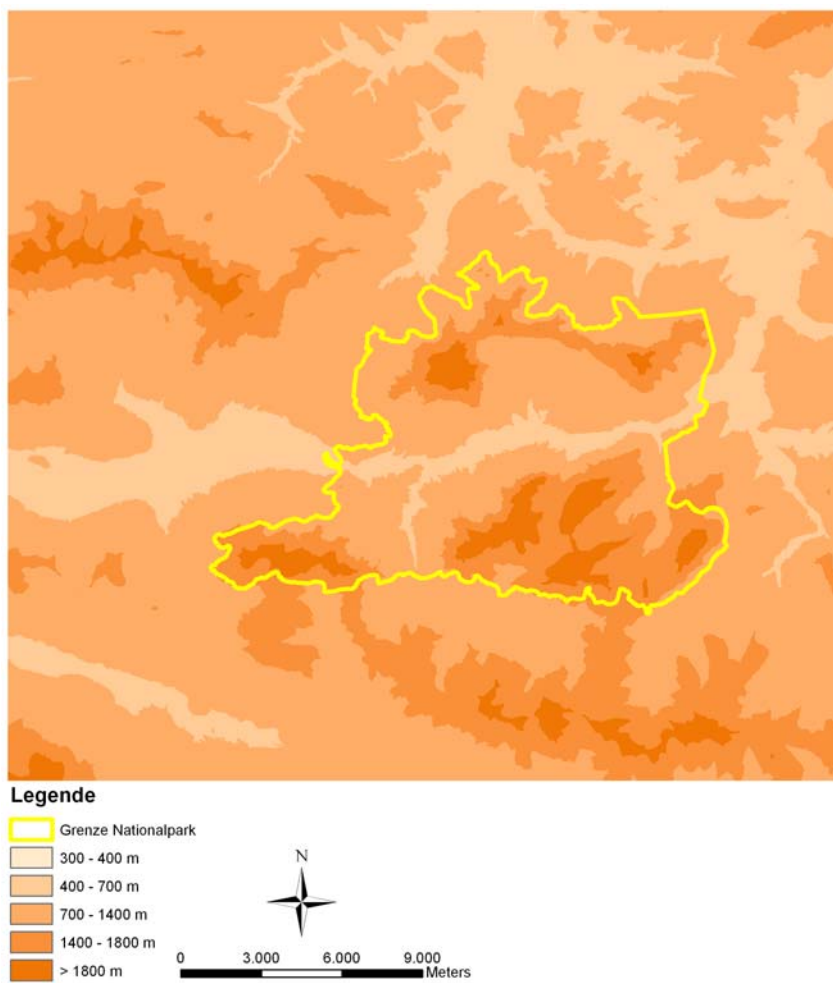 Legende
Grenze Nationalpark
300 - 400 m
400 - 700 m
700 - 1400 m
1400 - 1800 m
> 1800 m
N
0 3.000 6.000 9.000
Meters